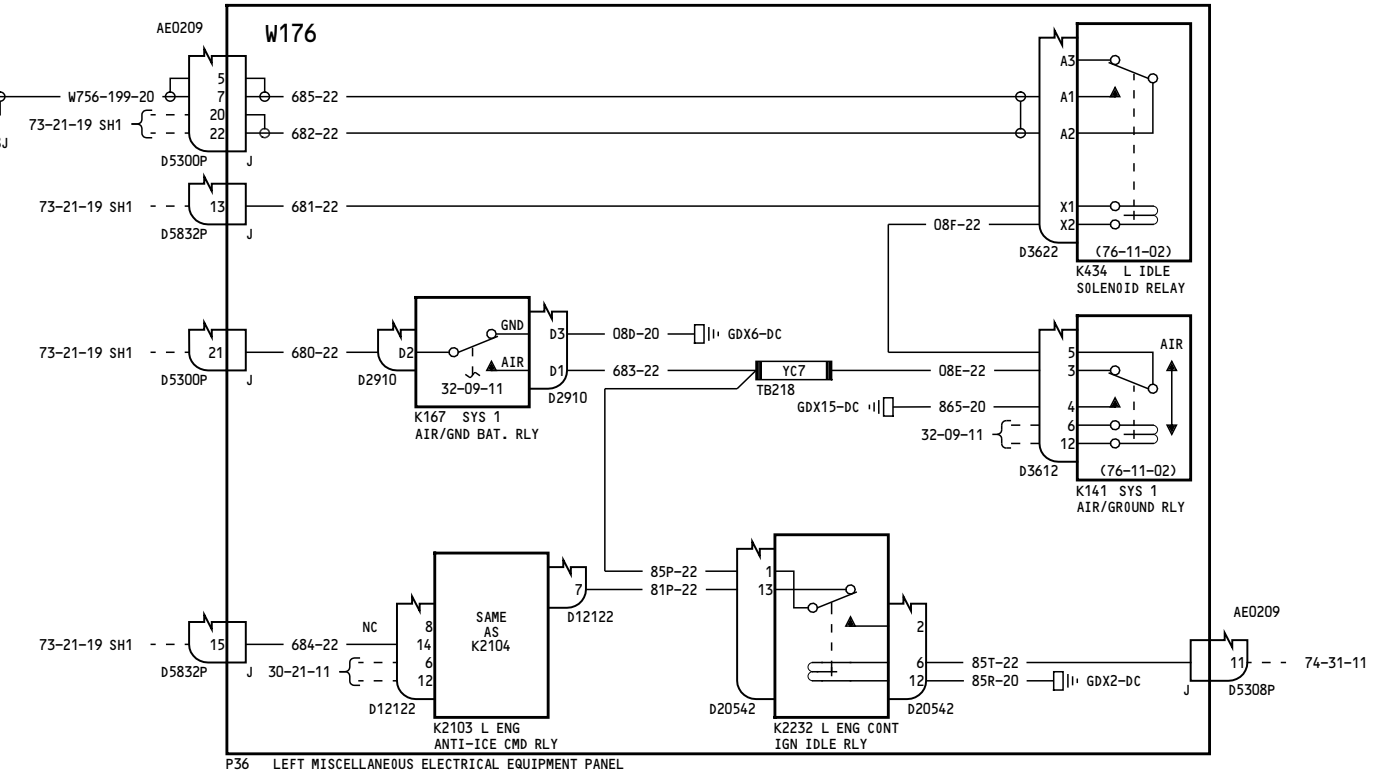 AE0209
W176
W756-199-20
5
7
20
22
685-22
682-22
73-21-19 SH1
SJ
D5300P
J
A3
A1
A2
X1
X2
D3622
(76-11-02)
K434 L IDLE
SOLENOID RELAY
73-21-19 SH1
13
681-22
D5832P
J
08F-22
73-21-19 SH1
21
680-22
D5300P
J
D2
D2910
GND
AIR
32-09-11
D3
D1
D2910
K167 SYS 1
AIR/GND BAT. RLY
08D-20
GDX6-DC
683-22
YC7
TB218
08E-22
GDX15-DC
865-20
32-09-11
5
3
4
6
12
AIR
D3612
(76-11-02)
K141 SYS 1
AIR/GROUND RLY
73-21-19 SH1
15
684-22
D5832P
J
NC
30-21-11
8
14
6
12
D12122
SAME
AS
K2104
7
D12122
K2103 L ENG
ANTI-ICE CMD RLY
85P-22
81P-22
1
13
D20542
2
6
12
D20542
K2232 L ENG CONT
IGN IDLE RLY
85T-22
85R-20
GDX2-DC
AE0209
11
J
D5308P
74-31-11
P36 LEFT MISCELLANEOUS ELECTRICAL EQUIPMENT PANEL